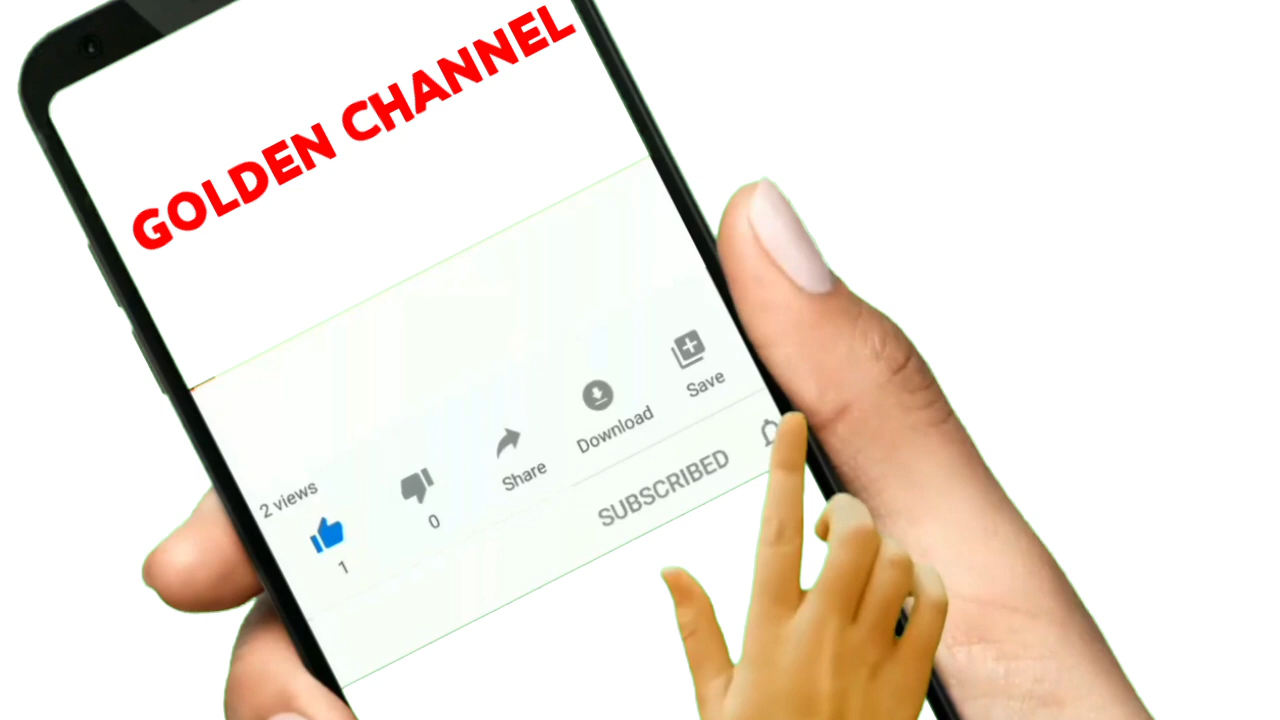 GOLDEN CHANNEL
2 views
1
0
Share
Download
Save
SUBSCRIBED